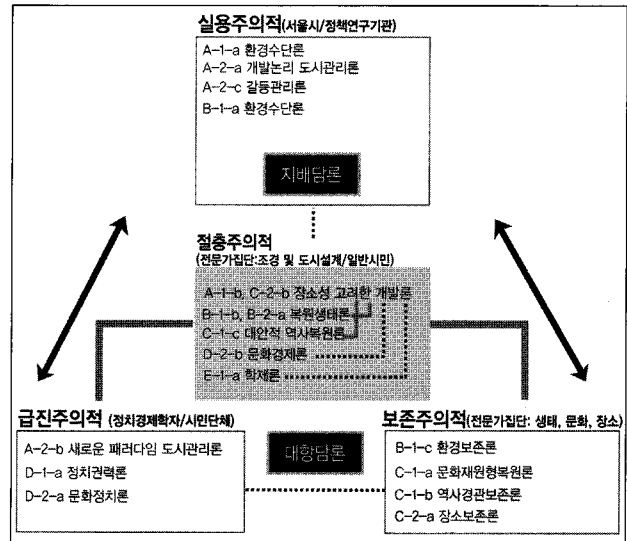 실용주의적(서울시/정책연구기관)
A-1-a 환경수단론
A-2-a 개발논리 도시관리론
A-2-c 갈등관리론
B-1-a 환경수단론
지배담론
절충주의적
(전문가집단:조경 및 도시설계/일반시민)
A-1-b, C-2-b 장소성 고려한 개발론
B-1-b, B-2-a 복원생태론
C-1-c 대안적 역사복원론
D-2-b 문화경제론
E-1-a 학제론
급진주의적 (정치경제학자/시민단체)
A-2-b 새로운 패러다임 도시관리론
D-1-a 정치권력론
D-2-a 문화정치론
대항담론
보존주의적(전문가집단: 생태, 문화, 장소)
B-1-c 환경보존론
C-1-a 문화재원형복원론
C-1-b 역사경관보존론
C-2-a 장소보존론